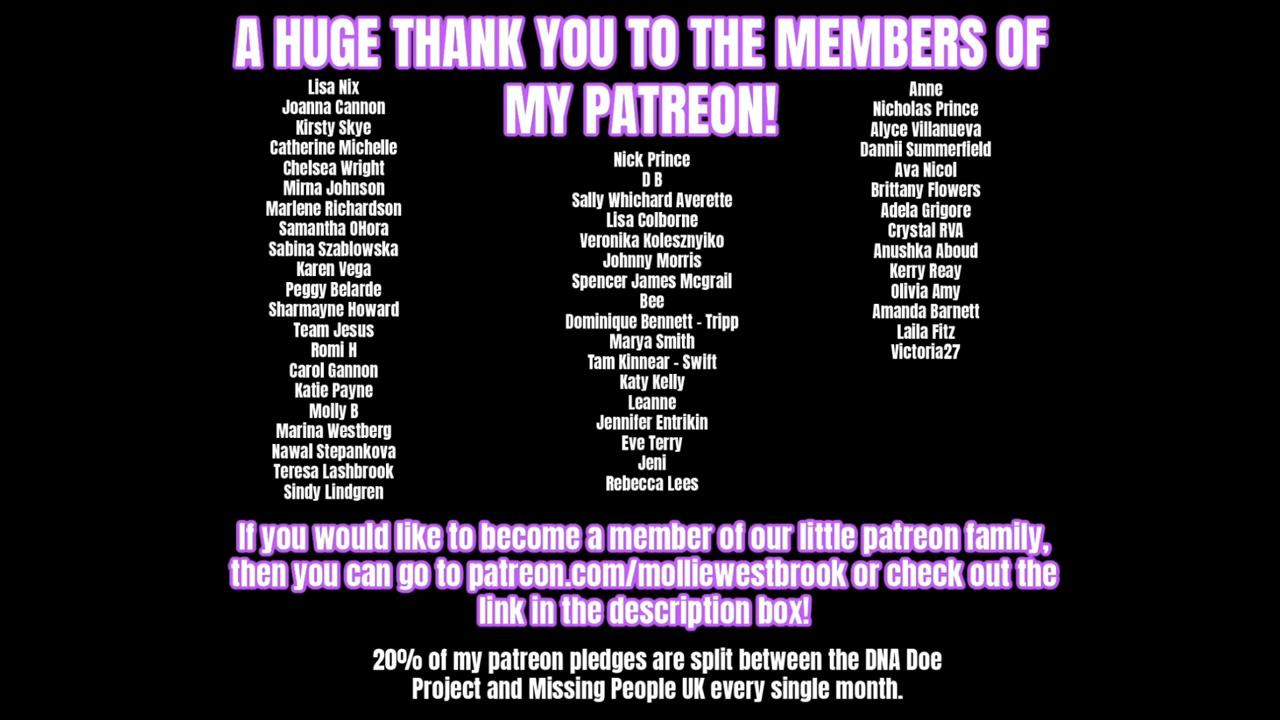 A HUGE THANK YOU TO THE MEMBERS OF
MY PATREON!
Lisa Nix
Joanna Cannon
Kirsty Skye
Catherine Michelle
Chelsea Wright
Mirna Johnson
Marlene Richardson
Samantha OHora
Sabina Szablowska
Karen Vega
Peggy Belarde
Sharmayne Howard
Team Jesus
Romi H
Carol Gannon
Katie Payne
Molly B
Marina Westberg
Nawal Stepankova
Teresa Lashbrook
Sindy Lindgren
Nick Prince
D B
Sally Whichard Averette
Lisa Colborne
Veronika Kolesznyiko
Johnny Morris
Spencer James Mcgrail
Bee
Dominique Bennett - Tripp
Marya Smith
Tam Kinnear - Swift
Katy Kelly
Leanne
Jennifer Entrikin
Eve Terry
Jeni
Rebecca Lees
Anne
Nicholas Prince
Alyce Villanueva
Dannii Summerfield
Ava Nicol
Brittany Flowers
Adela Grigore
Crystal RVA
Anushka Aboud
Kerry Reay
Olivia Amy
Amanda Barnett
Laila Fitz
Victoria27
If you would like to become a member of our little patreon family,
then you can go to patreon.com/molliewestbrook or check out the
link in the description box!
20% of my patreon pledges are split between the DNA Doe
Project and Missing People UK every single month.